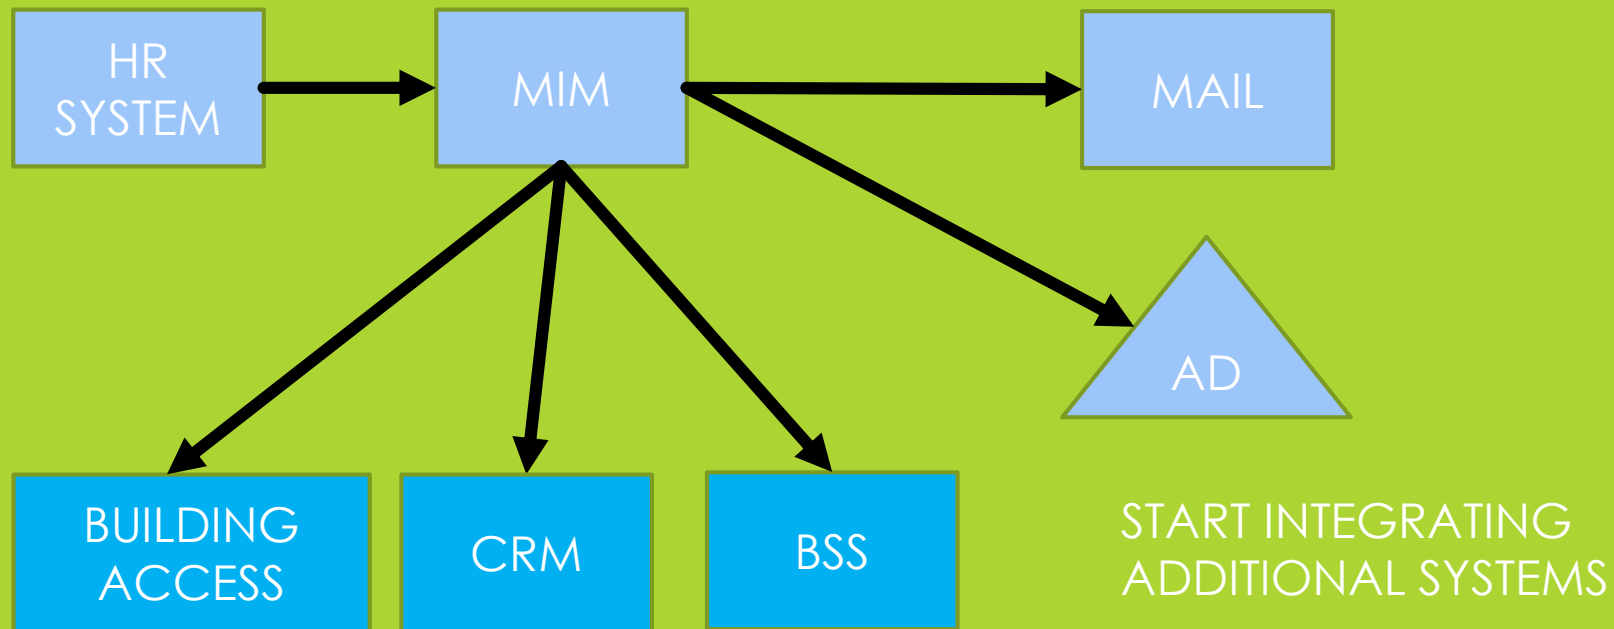 HR
SYSTEM
MIM
MAIL
AD
BUILDING
ACCESS
CRM
BSS
START INTEGRATING
ADDITIONAL SYSTEMS